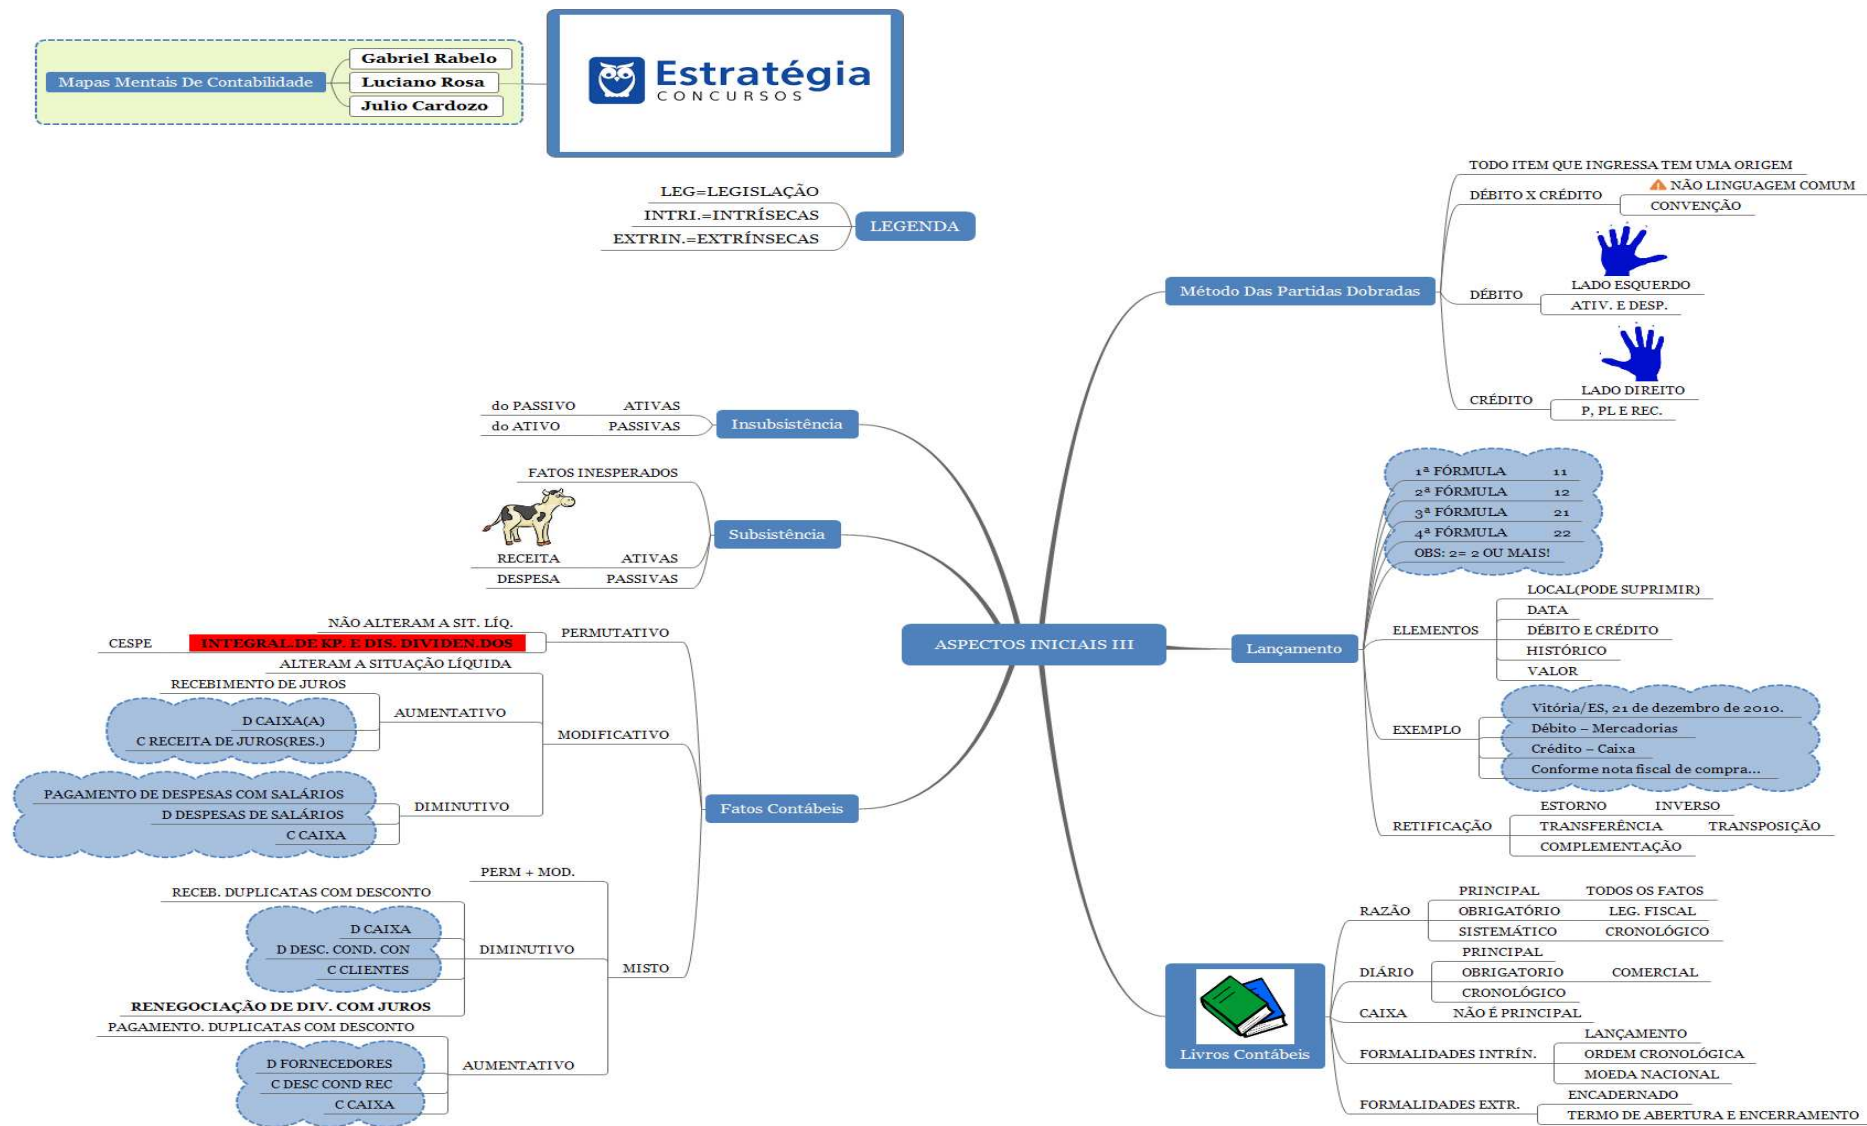 Mapas Mentais De Contabilidade
Gabriel Rabelo
Luciano Rosa
Julio Cardozo
Estratégia
CONCURSOS
LEG=LEGISLAÇÃO
INTRI.=INTRÍSECAS
EXTRIN.=EXTRÍNSECAS
LEGENDA
ASPECTOS INICIAIS III
Método Das Partidas Dobradas
TODO ITEM QUE INGRESSA TEM UMA ORIGEM
DÉBITO X CRÉDITO
NÃO LINGUAGEM COMUM
CONVENÇÃO
DÉBITO
LADO ESQUERDO
ATIV. E DESP.
CRÉDITO
LADO DIREITO
P, PL E REC.
Lançamento
1ª FÓRMULA 11
2ª FÓRMULA 12
3ª FÓRMULA 21
4ª FÓRMULA 22
OBS: 2= 2 OU MAIS!
ELEMENTOS
LOCAL(PODE SUPRIMIR)
DATA
DÉBITO E CRÉDITO
HISTÓRICO
VALOR
EXEMPLO
Vitória/ES, 21 de dezembro de 2010.
Débito – Mercadorias
Crédito – Caixa
Conforme nota fiscal de compra...
RETIFICAÇÃO
ESTORNO INVERSO
TRANSFERÊNCIA TRANSPOSIÇÃO
COMPLEMENTAÇÃO
Livros Contábeis
RAZÃO
PRINCIPAL TODOS OS FATOS
OBRIGATÓRIO LEG. FISCAL
SISTEMÁTICO CRONOLÓGICO
DIÁRIO
PRINCIPAL
OBRIGATORIO COMERCIAL
CRONOLÓGICO
CAIXA NÃO É PRINCIPAL
FORMALIDADES INTRÍN.
LANÇAMENTO
ORDEM CRONOLÓGICA
MOEDA NACIONAL
FORMALIDADES EXTR.
ENCADERNADO
TERMO DE ABERTURA E ENCERRAMENTO
Insubsistência
do PASSIVO ATIVAS
do ATIVO PASSIVAS
Subsistência
FATOS INESPERADOS
RECEITA ATIVAS
DESPESA PASSIVAS
Fatos Contábeis
PERMUTATIVO
NÃO ALTERAM A SIT. LÍQ.
CESPE INTEGRAL.DE KP. E DIS. DIVIDEN.DOS
MODIFICATIVO
ALTERAM A SITUAÇÃO LÍQUIDA
AUMENTATIVO
RECEBIMENTO DE JUROS
D CAIXA(A)
C RECEITA DE JUROS(RES.)
DIMINUTIVO
PAGAMENTO DE DESPESAS COM SALÁRIOS
D DESPESAS DE SALÁRIOS
C CAIXA
MISTO
PERM + MOD.
DIMINUTIVO
RECEB. DUPLICATAS COM DESCONTO
D CAIXA
D DESC. COND. CON
C CLIENTES
RENEGOCIAÇÃO DE DIV. COM JUROS
AUMENTATIVO
PAGAMENTO. DUPLICATAS COM DESCONTO
D FORNECEDORES
C DESC COND REC
C CAIXA